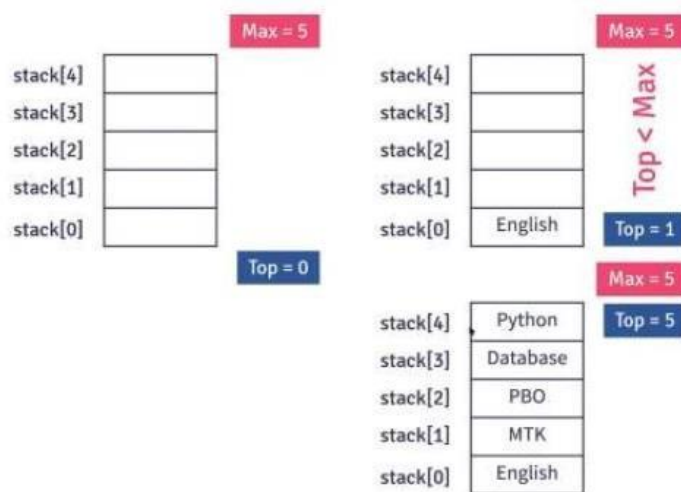 Max = 5
stack[4]
stack[3]
stack[2]
stack[1]
stack[0]
Top = 0
Max = 5
stack[4]
stack[3]
stack[2]
stack[1]
stack[0] English
Top < Max
Top = 1
Max = 5
stack[4] Python Top = 5
stack[3] Database
stack[2] PBO
stack[1] MTK
stack[0] English